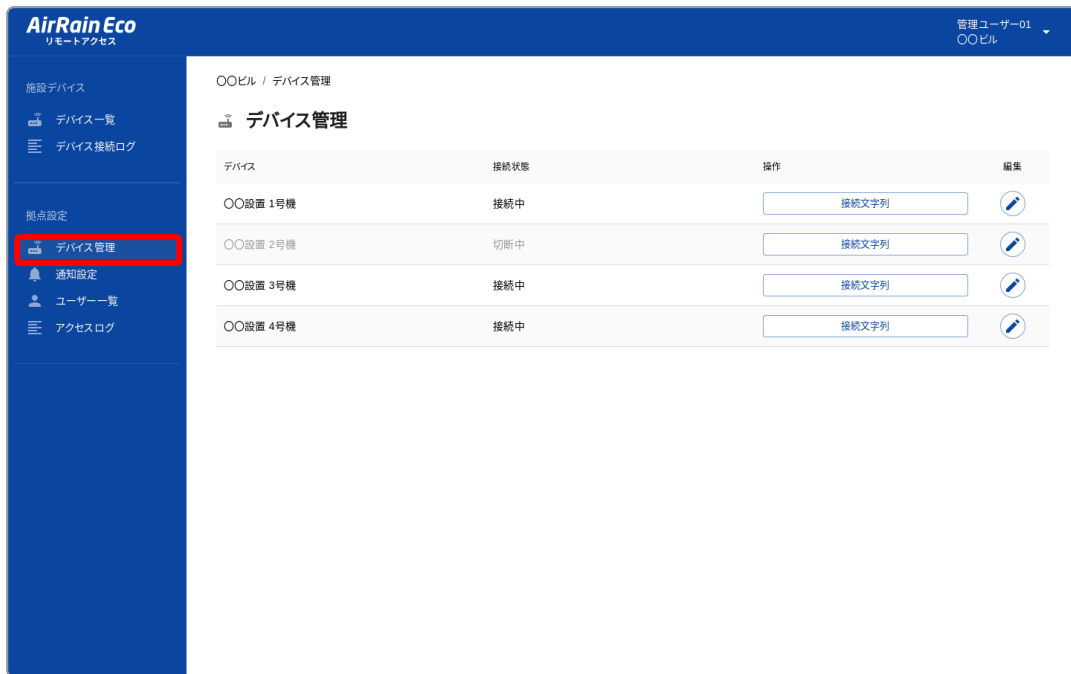 AirRain Eco
リモートアクセス
管理ユーザー01
〇〇ビル
施設デバイス
デバイス一覧
デバイス接続ログ
拠点設定
デバイス管理
通知設定
ユーザー一覧
アクセスログ
〇〇ビル / デバイス管理
デバイス管理
デバイス 接続状態 操作 編集
〇〇設置 1号機 接続中 接続文字列
〇〇設置 2号機 切断中 接続文字列
〇〇設置 3号機 接続中 接続文字列
〇〇設置 4号機 接続中 接続文字列